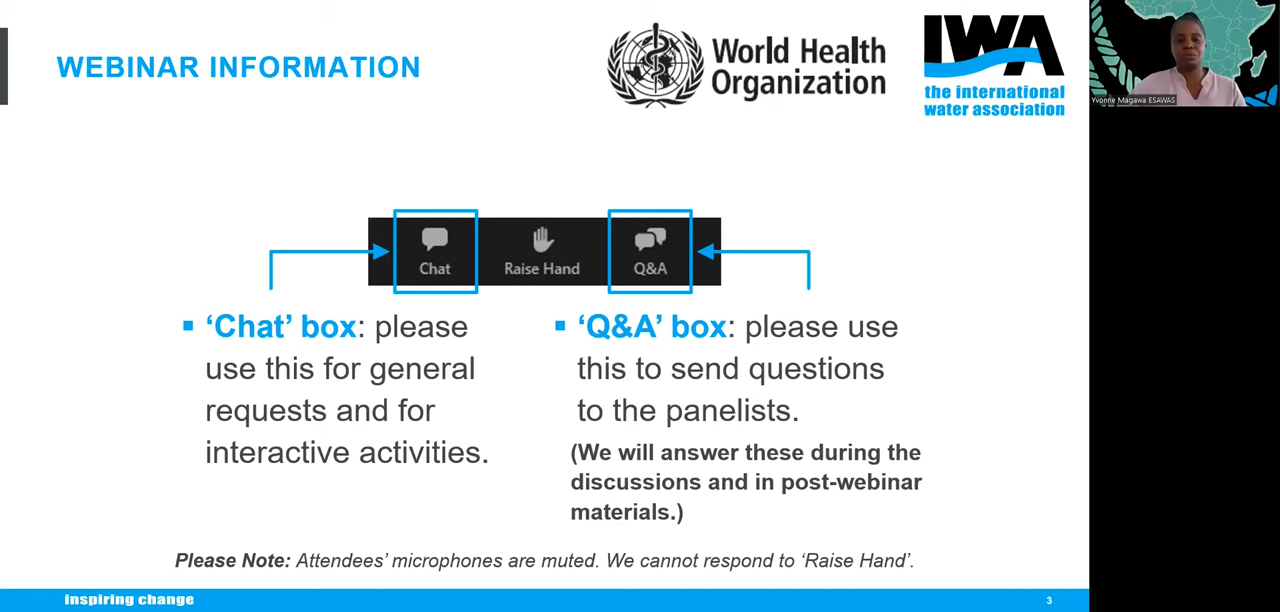 WEBINAR INFORMATION
World Health
Organization
IWA
the international
water association
Yvonne Magawa ESAWAS
Chat
Raise Hand
Q&A
▪ ‘Chat’ box: please
use this for general
requests and for
interactive activities.
▪ ‘Q&A’ box: please use
this to send questions
to the panelists.
(We will answer these during the
discussions and in post-webinar
materials.)
Please Note: Attendees’ microphones are muted. We cannot respond to ‘Raise Hand’.
inspiring change
3